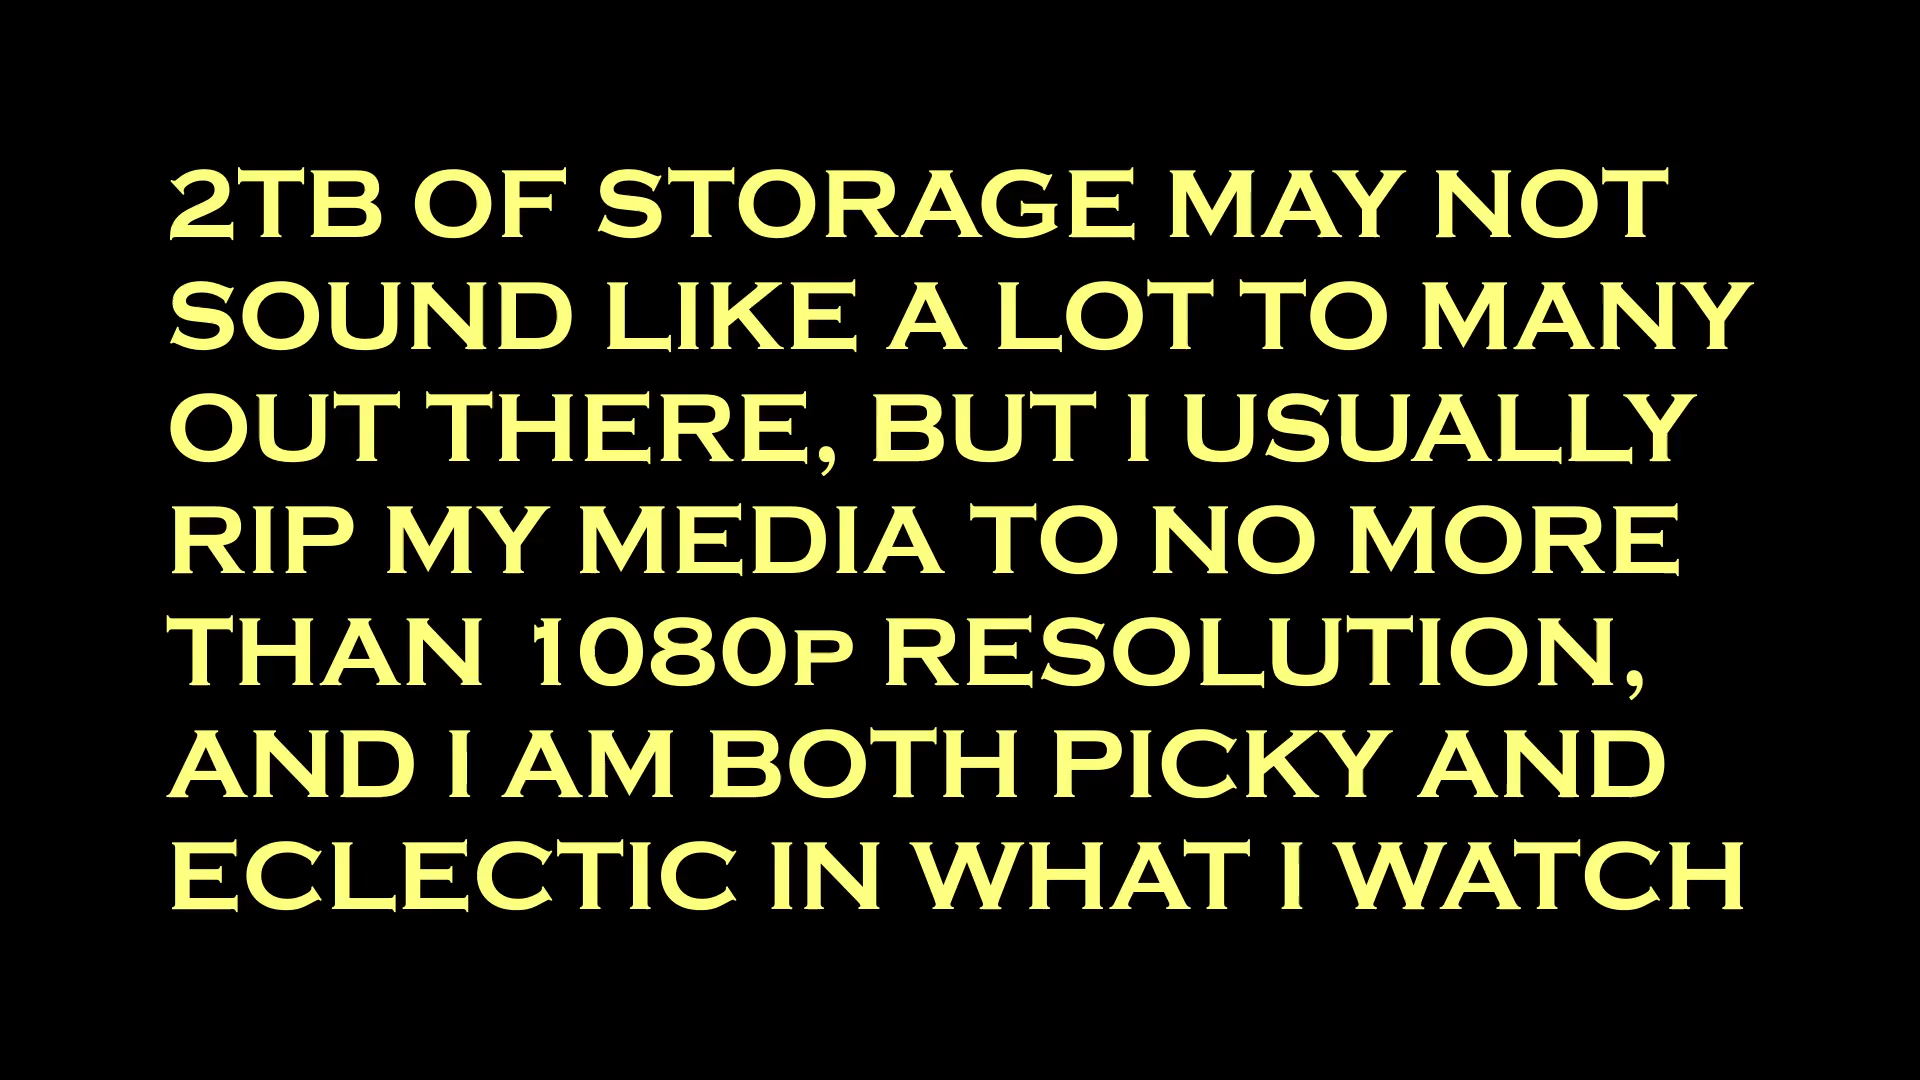 2TB OF STORAGE MAY NOT
SOUND LIKE A LOT TO MANY
OUT THERE, BUT I USUALLY
RIP MY MEDIA TO NO MORE
THAN 1080P RESOLUTION,
AND I AM BOTH PICKY AND
ECLECTIC IN WHAT I WATCH